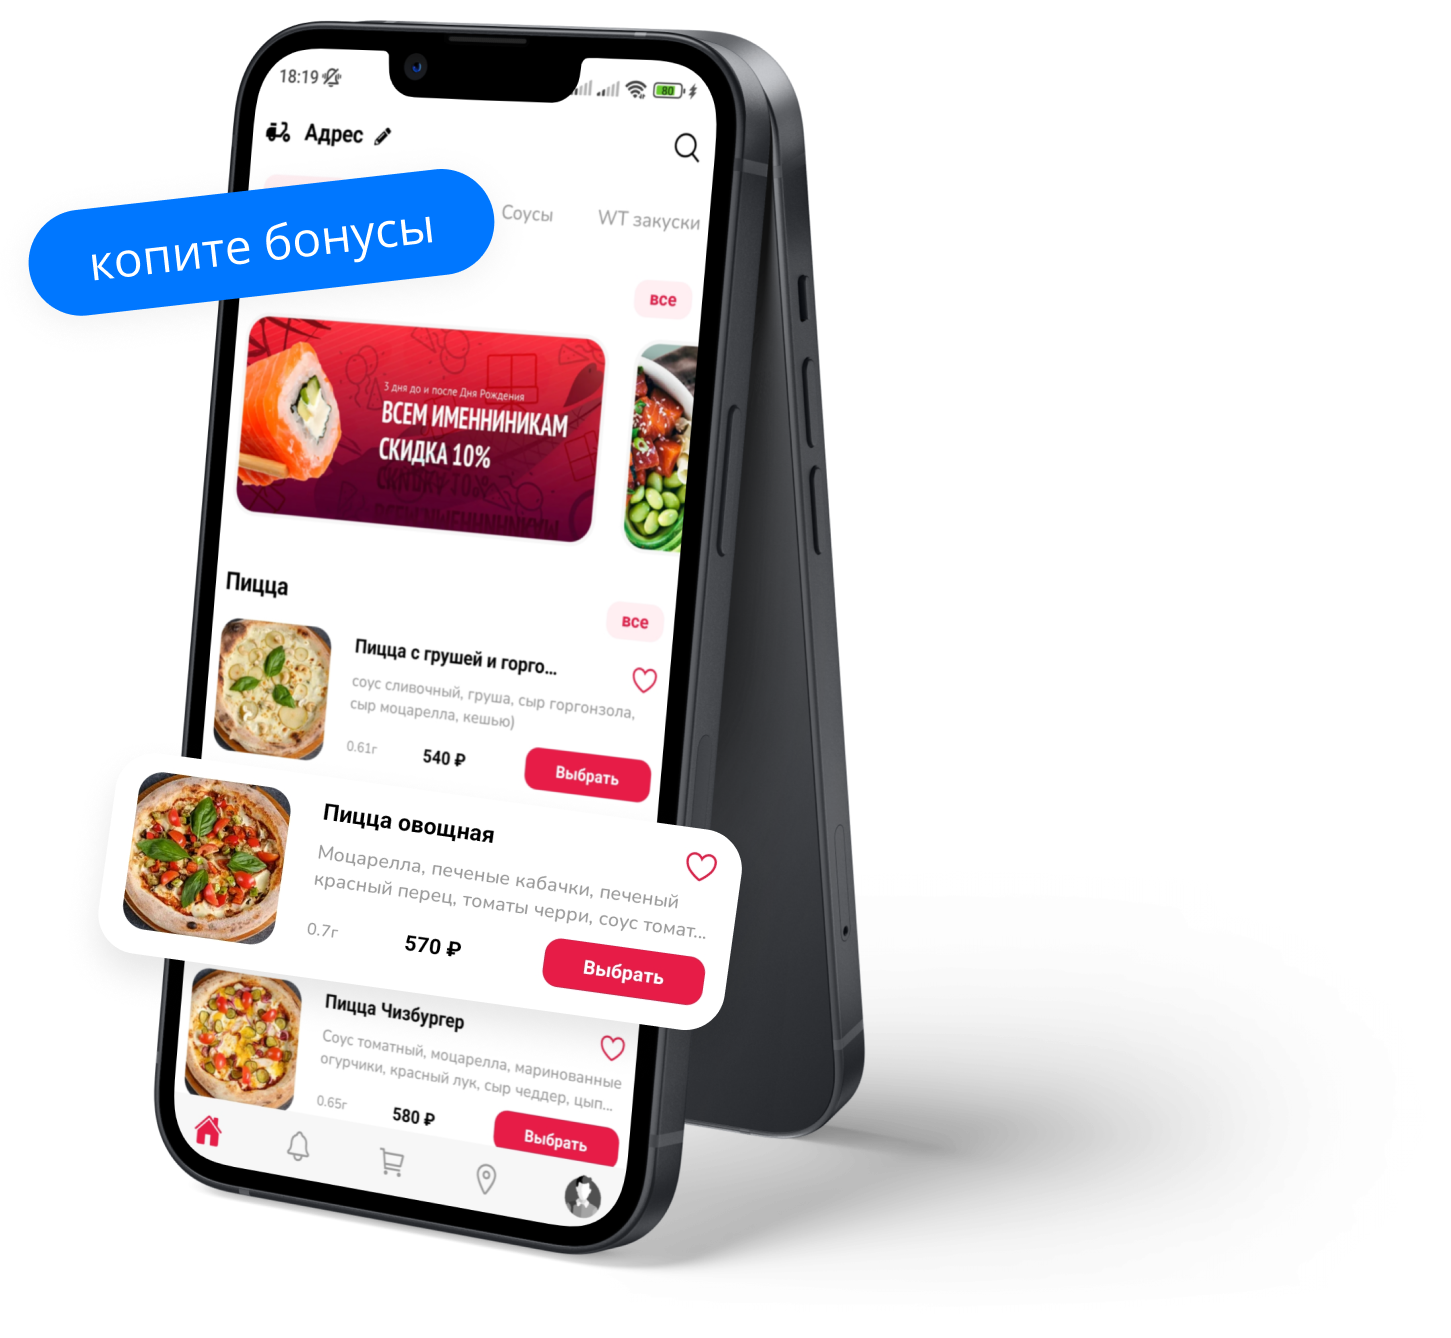 18:19
80
Адрес
копите бонусы
Соусы
WT закуски
все
3 дня до и после Дня Рождения
ВСЕМ ИМЕННИНИКАМ
СКИДКА 10%
Пицца
все
Пицца с грушей и горго...
соус сливочный, груша, сыр горгонзола,
сыр моцарелла, кешью)
0.61г
540 ₽
Выбрать
Пицца овощная
Моцарелла, печеные кабачки, печеный
красный перец, томаты черри, соус томат...
0.7г
570 ₽
Выбрать
Пицца Чизбургер
Соус томатный, моцарелла, маринованные
огурчики, красный лук, сыр чеддер, цып...
0.65г
580 ₽
Выбрать